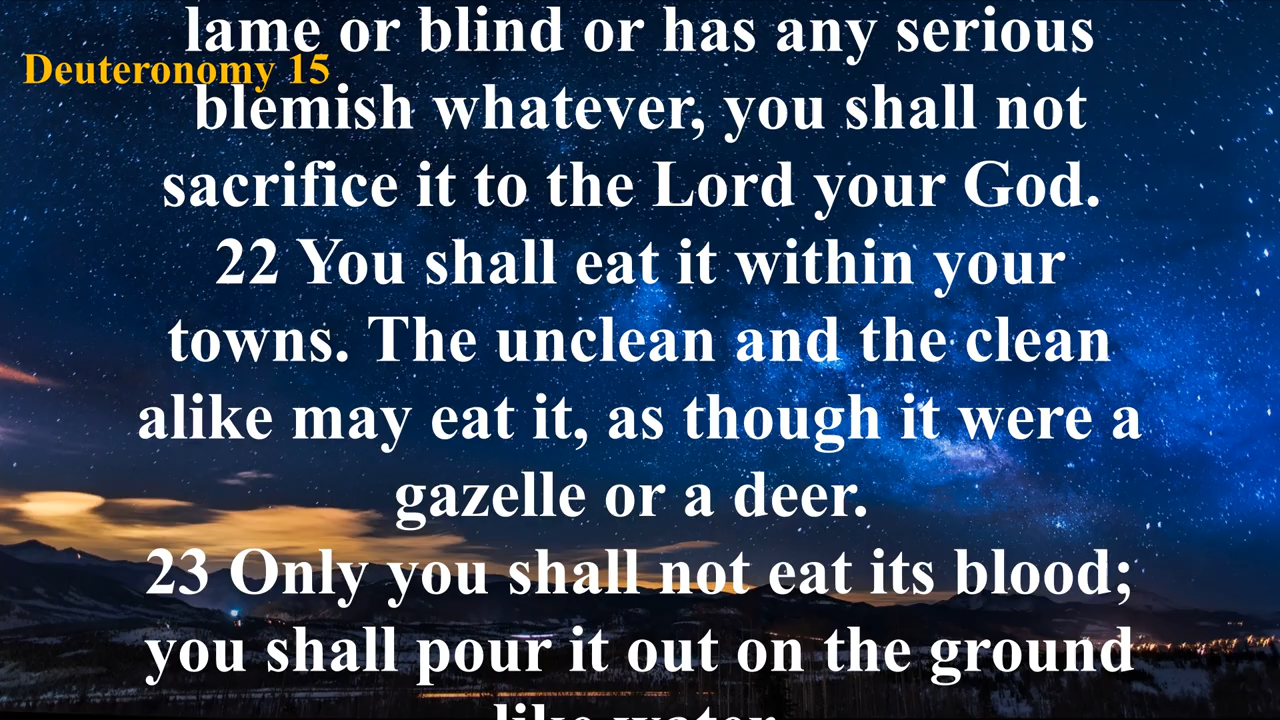 lame or blind or has any serious
Deuteronomy 15
blemish whatever, you shall not
sacrifice it to the Lord your God.
22 You shall eat it within your
towns. The unclean and the clean
alike may eat it, as though it were a
gazelle or a deer.
23 Only you shall not eat its blood;
you shall pour it out on the ground
like water.